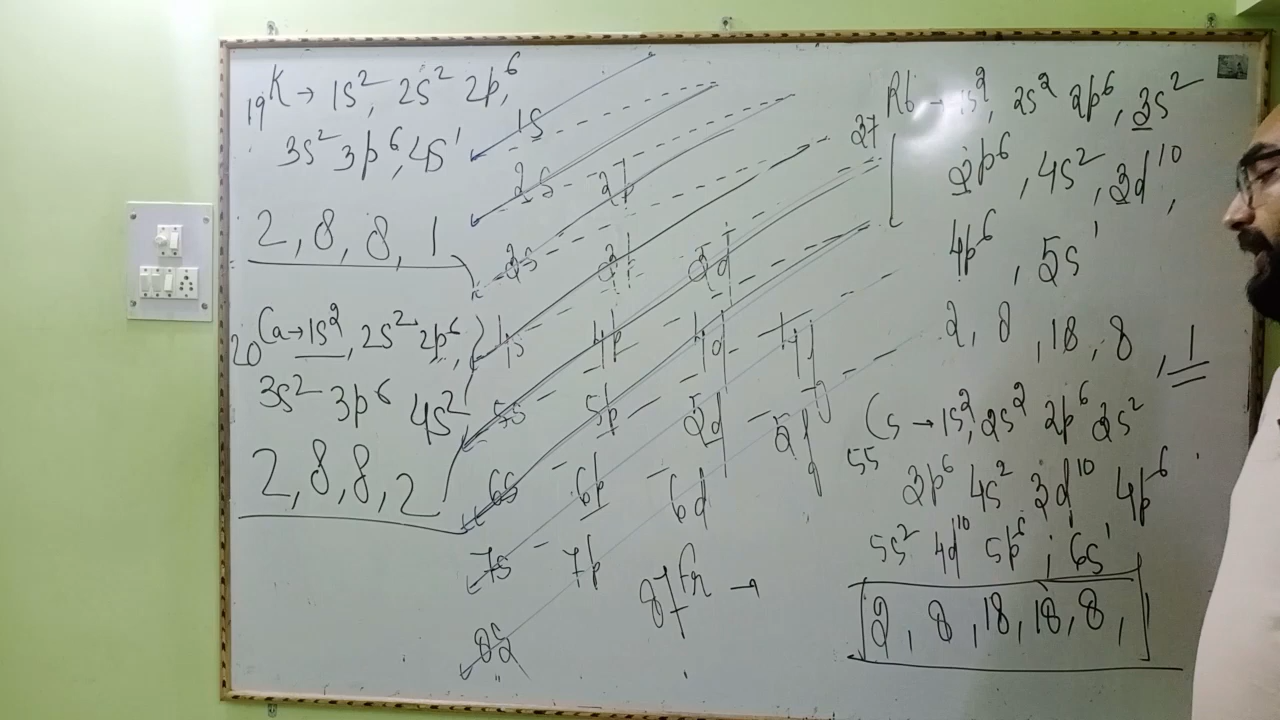 19K → 1s², 2s² 2p⁶,
3s² 3p⁶, 4s¹
2, 8, 8, 1
20Ca → 1s², 2s² 2p⁶,
3s² 3p⁶ 4s²
2, 8, 8, 2
1s
2s 2p
3s 3p 3d
4s 4p 4d 4f
5s 5p 5d 5f
6s 6p 6d
7s 7p
8s
87Fr →
37Rb → 1s², 2s² 2p⁶, 3s²
3p⁶, 4s², 3d¹⁰,
4p⁶, 5s¹
2, 8, 18, 8, 1
55Cs → 1s², 2s² 2p⁶ 3s²
3p⁶ 4s² 3d¹⁰ 4p⁶
5s² 4d¹⁰ 5p⁶, 6s¹
2, 8, 18, 18, 8, 1